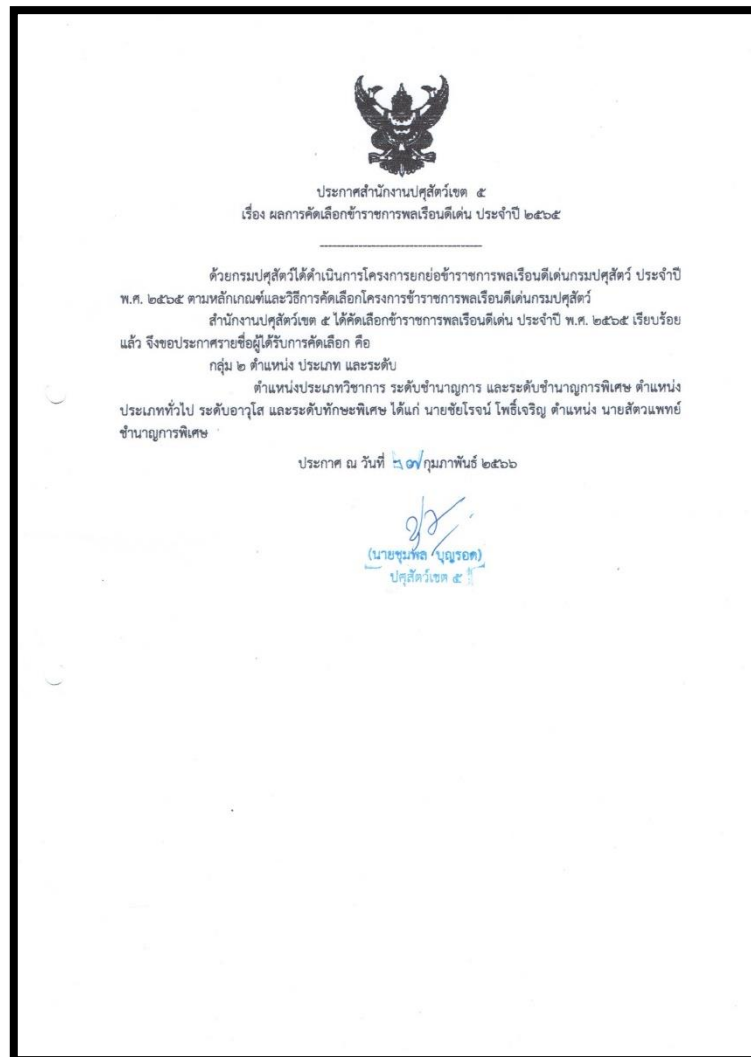 ประกาศสำนักงานปศุสัตว์เขต ๕
เรื่อง ผลการคัดเลือกข้าราชการพลเรือนดีเด่น ประจำปี ๒๕๖๕
ด้วยกรมปศุสัตว์ได้ดำเนินการโครงการยกย่อข้าราชการพลเรือนดีเด่นกรมปศุสัตว์ ประจำปี
พ.ศ. ๒๕๖๕ ตามหลักเกณฑ์และวิธีการคัดเลือกโครงการข้าราชการพลเรือนดีเด่นกรมปศุสัตว์
สำนักงานปศุสัตว์เขต ๕ ได้คัดเลือกข้าราชการพลเรือนดีเด่น ประจำปี พ.ศ. ๒๕๖๕ เรียบร้อย
แล้ว จึงขอประกาศรายชื่อผู้ได้รับการคัดเลือก คือ
กลุ่ม ๒ ตำแหน่ง ประเภท และระดับ
ตำแหน่งประเภทวิชาการ ระดับชำนาญการ และระดับชำนาญการพิเศษ ตำแหน่ง
ประเภททั่วไป ระดับอาวุโส และระดับทักษะพิเศษ ได้แก่ นายชัยโรจน์ โพธิ์เจริญ ตำแหน่ง นายสัตวแพทย์
ชำนาญการพิเศษ
ประกาศ ณ วันที่ ๒๗ กุมภาพันธ์ ๒๕๖๖
(นายชุมพล บุญรอด)
ปศุสัตว์เขต ๕